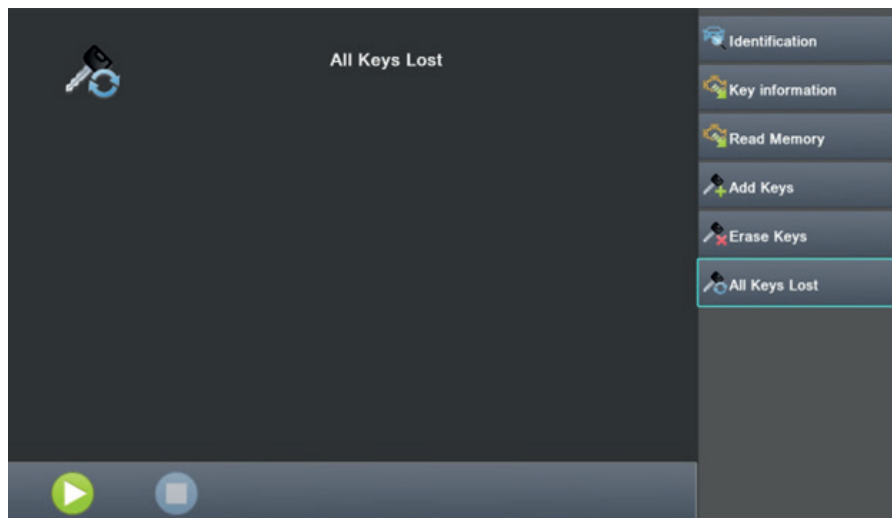 All Keys Lost
Identification
Key information
Read Memory
Add Keys
Erase Keys
All Keys Lost